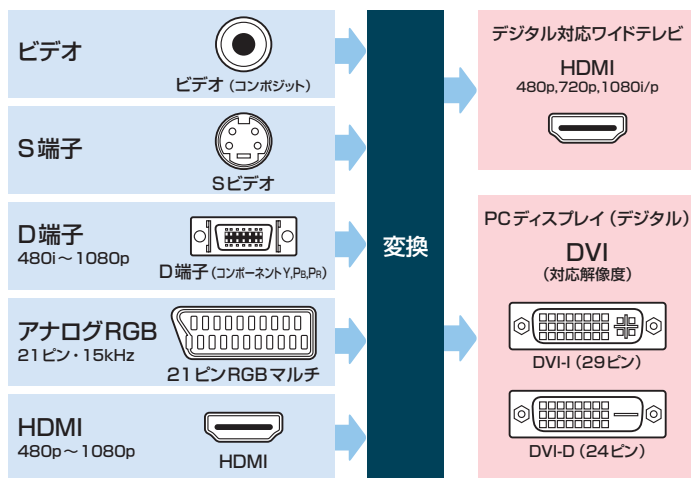 ビデオ
ビデオ（コンポジット）
S端子
Sビデオ
D端子
480i～1080p
D端子（コンポーネントY,PB,PR）
アナログRGB
21ピン・15kHz
21ピンRGBマルチ
HDMI
480p～1080p
HDMI
変換
デジタル対応ワイドテレビ
HDMI
480p,720p,1080i/p
PCディスプレイ（デジタル）
DVI
（対応解像度）
DVI-I（29ピン）
DVI-D（24ピン）